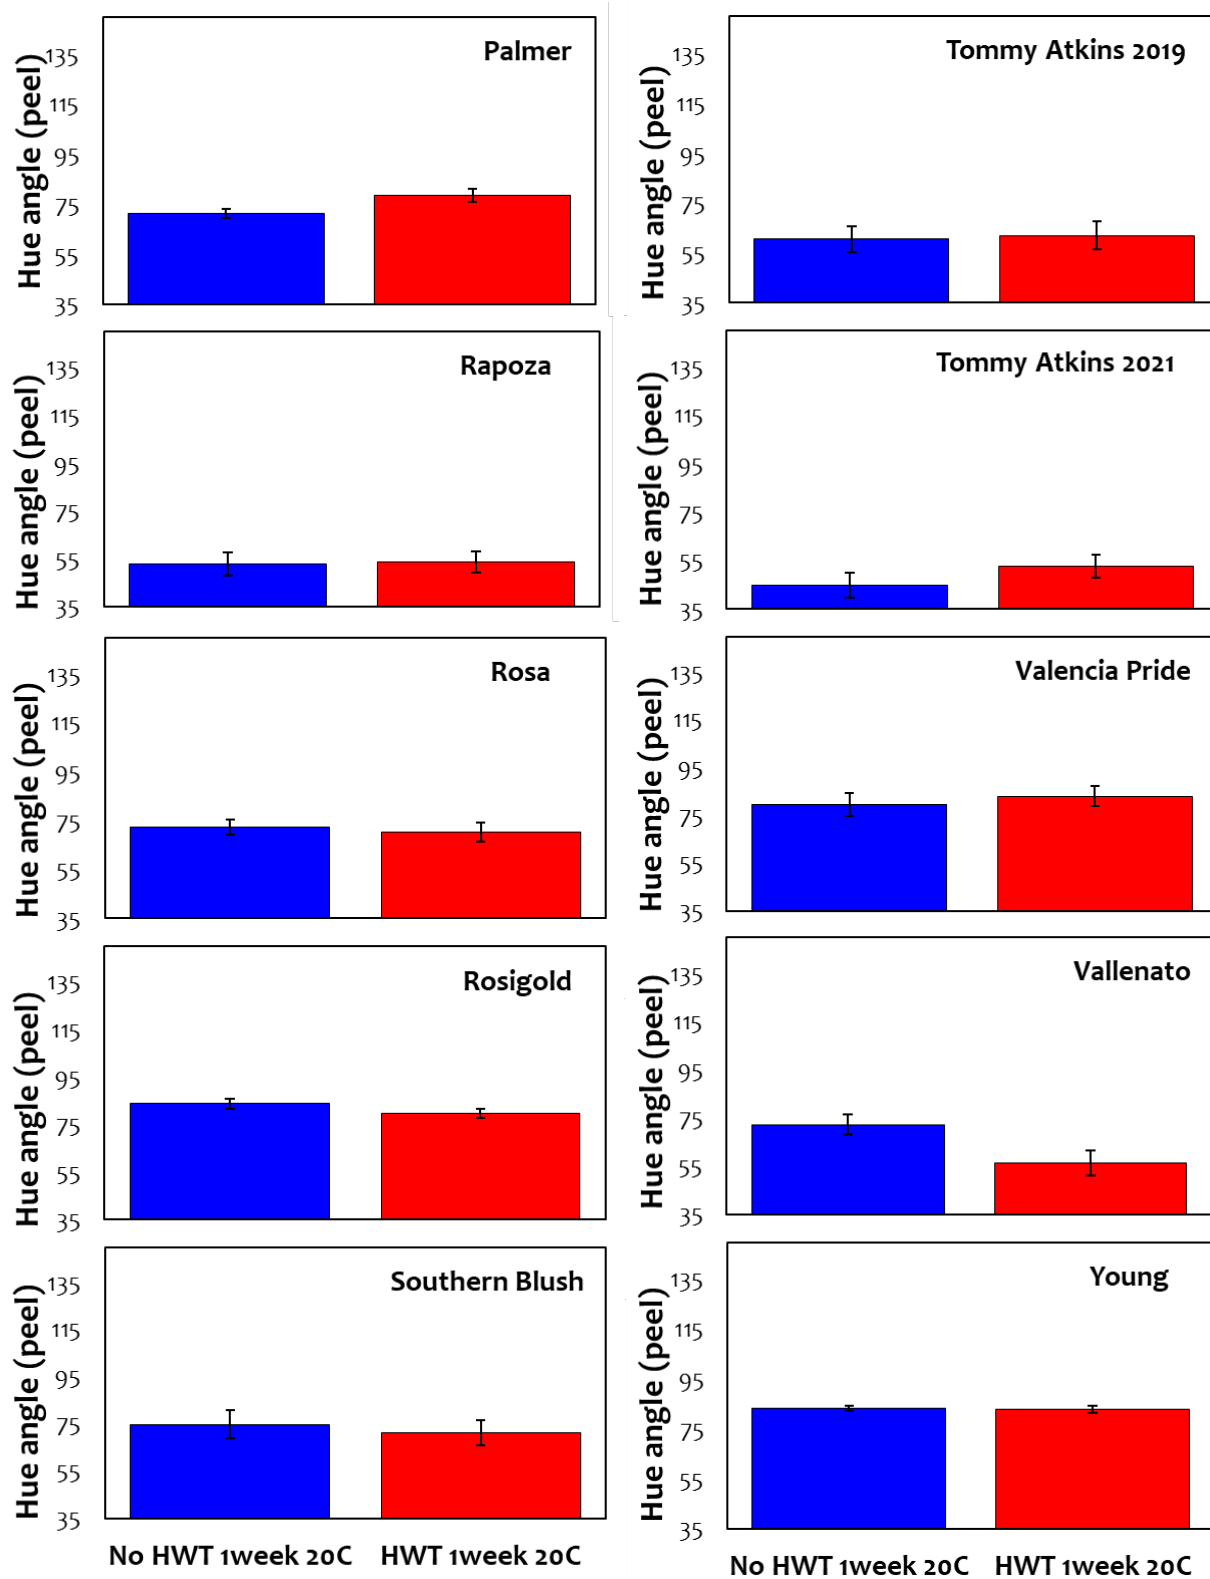 Palmer
Hue angle (peel)
135
115
95
75
55
35
Tommy Atkins 2019
Hue angle (peel)
135
115
95
75
55
35
Rapoza
Hue angle (peel)
135
115
95
75
55
35
Tommy Atkins 2021
Hue angle (peel)
135
115
95
75
55
35
Rosa
Hue angle (peel)
135
115
95
75
55
35
Valencia Pride
Hue angle (peel)
135
115
95
75
55
35
Rosigold
Hue angle (peel)
135
115
95
75
55
35
Vallenato
Hue angle (peel)
135
115
95
75
55
35
Southern Blush
Hue angle (peel)
135
115
95
75
55
35
No HWT 1week 20C HWT 1week 20C
Young
Hue angle (peel)
135
115
95
75
55
35
No HWT 1week 20C HWT 1week 20C